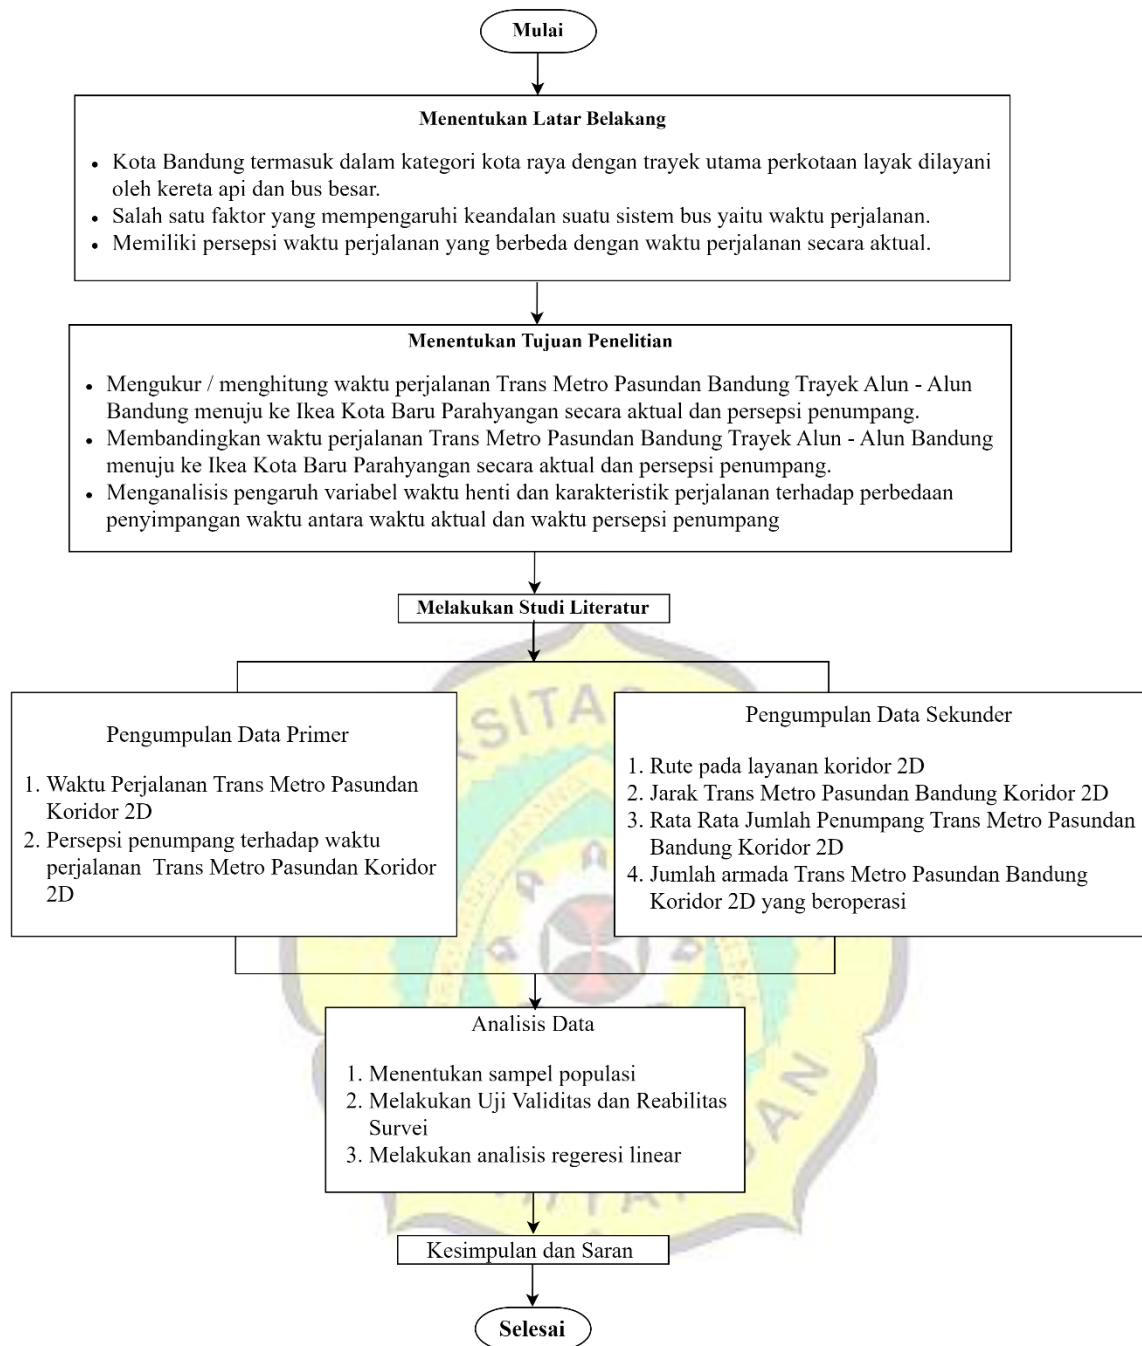 Mulai
Menentukan Latar Belakang
• Kota Bandung termasuk dalam kategori kota raya dengan trayek utama perkotaan layak dilayani
oleh kereta api dan bus besar.
• Salah satu faktor yang mempengaruhi keandalan suatu sistem bus yaitu waktu perjalanan.
• Memiliki persepsi waktu perjalanan yang berbeda dengan waktu perjalanan secara aktual.
Menentukan Tujuan Penelitian
• Mengukur / menghitung waktu perjalanan Trans Metro Pasundan Bandung Trayek Alun - Alun
Bandung menuju ke Ikea Kota Baru Parahyangan secara aktual dan persepsi penumpang.
• Membandingkan waktu perjalanan Trans Metro Pasundan Bandung Trayek Alun - Alun Bandung
menuju ke Ikea Kota Baru Parahyangan secara aktual dan persepsi penumpang.
• Menganalisis pengaruh variabel waktu henti dan karakteristik perjalanan terhadap perbedaan
penyimpangan waktu antara waktu aktual dan waktu persepsi penumpang
Melakukan Studi Literatur
Pengumpulan Data Primer
1. Waktu Perjalanan Trans Metro Pasundan
Koridor 2D
2. Persepsi penumpang terhadap waktu
perjalanan Trans Metro Pasundan Koridor
2D
Pengumpulan Data Sekunder
1. Rute pada layanan koridor 2D
2. Jarak Trans Metro Pasundan Bandung Koridor 2D
3. Rata Rata Jumlah Penumpang Trans Metro Pasundan
Bandung Koridor 2D
4. Jumlah armada Trans Metro Pasundan Bandung
Koridor 2D yang beroperasi
Analisis Data
1. Menentukan sampel populasi
2. Melakukan Uji Validitas dan Reabilitas
Survei
3. Melakukan analisis regeresi linear
Kesimpulan dan Saran
Selesai